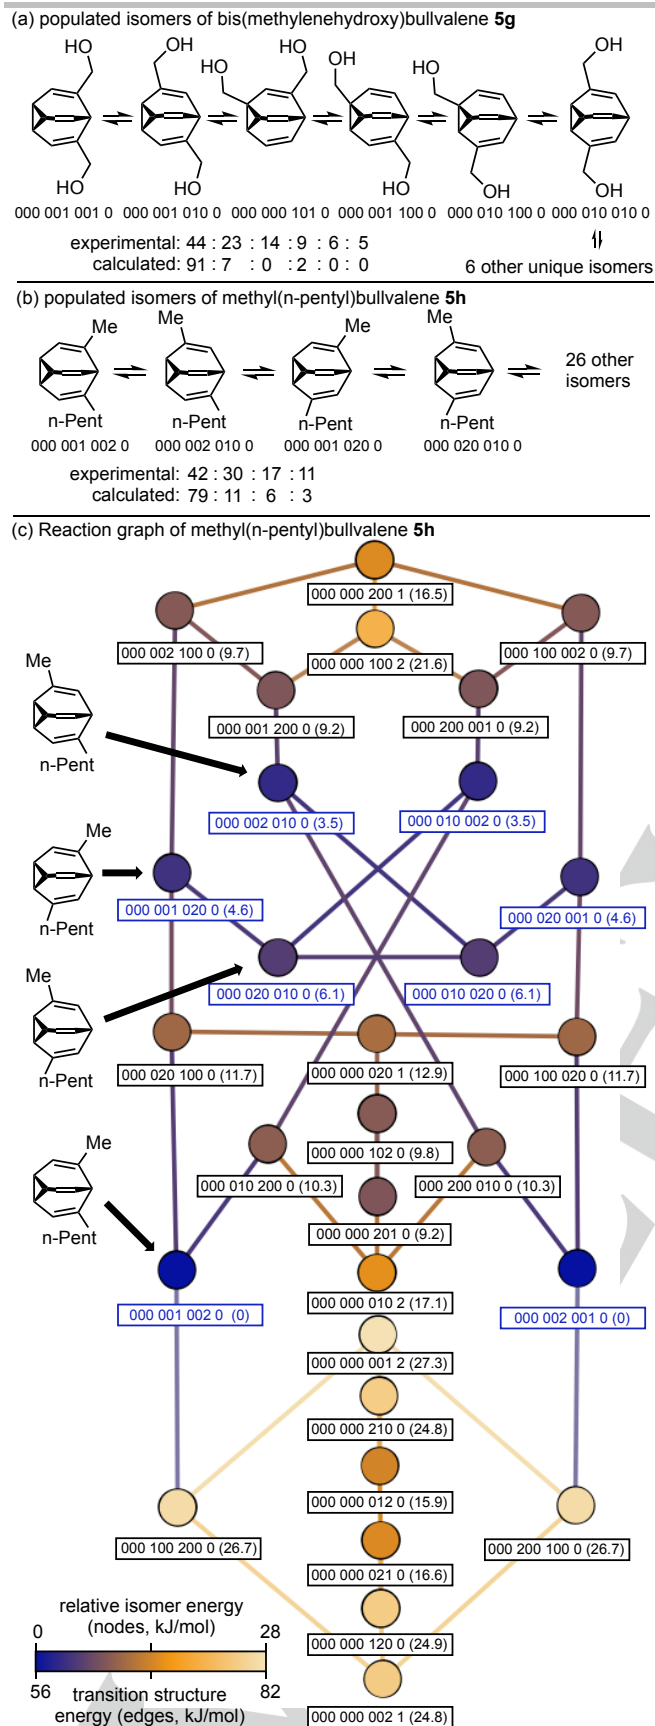 (a) populated isomers of bis(methylenehydroxy)bullvalene 5g
HO OH HO HO HO OH
HO
HO HO HO OH OH
000 001 001 0 000 001 010 0 000 000 101 0 000 001 100 0 000 010 100 0 000 010 010 0
experimental: 44 : 23 : 14 : 9 : 6 : 5
calculated: 91 : 7 : 0 : 2 : 0 : 0
6 other unique isomers
(b) populated isomers of methyl(n-pentyl)bullvalene 5h
Me Me Me Me
26 other
isomers
n-Pent n-Pent n-Pent n-Pent
000 001 002 0 000 002 010 0 000 001 020 0 000 020 010 0
experimental: 42 : 30 : 17 : 11
calculated: 79 : 11 : 6 : 3
(c) Reaction graph of methyl(n-pentyl)bullvalene 5h
000 000 200 1 (16.5)
000 002 100 0 (9.7)
000 000 100 2 (21.6)
000 100 002 0 (9.7)
Me
n-Pent
000 001 200 0 (9.2)
000 200 001 0 (9.2)
000 002 010 0 (3.5)
000 010 002 0 (3.5)
Me
n-Pent
000 001 020 0 (4.6)
000 020 001 0 (4.6)
Me
n-Pent
000 020 010 0 (6.1)
000 010 020 0 (6.1)
000 020 100 0 (11.7)
000 000 020 1 (12.9)
000 100 020 0 (11.7)
000 000 102 0 (9.8)
Me
n-Pent
000 010 200 0 (10.3)
000 200 010 0 (10.3)
000 000 201 0 (9.2)
000 001 002 0 (0)
000 000 010 2 (17.1)
000 002 001 0 (0)
000 000 001 2 (27.3)
000 000 210 0 (24.8)
000 000 012 0 (15.9)
000 100 200 0 (26.7)
000 200 100 0 (26.7)
000 000 021 0 (16.6)
000 000 120 0 (24.9)
000 000 002 1 (24.8)
relative isomer energy
(nodes, kJ/mol)
0 28
56 82
transition structure
energy (edges, kJ/mol)